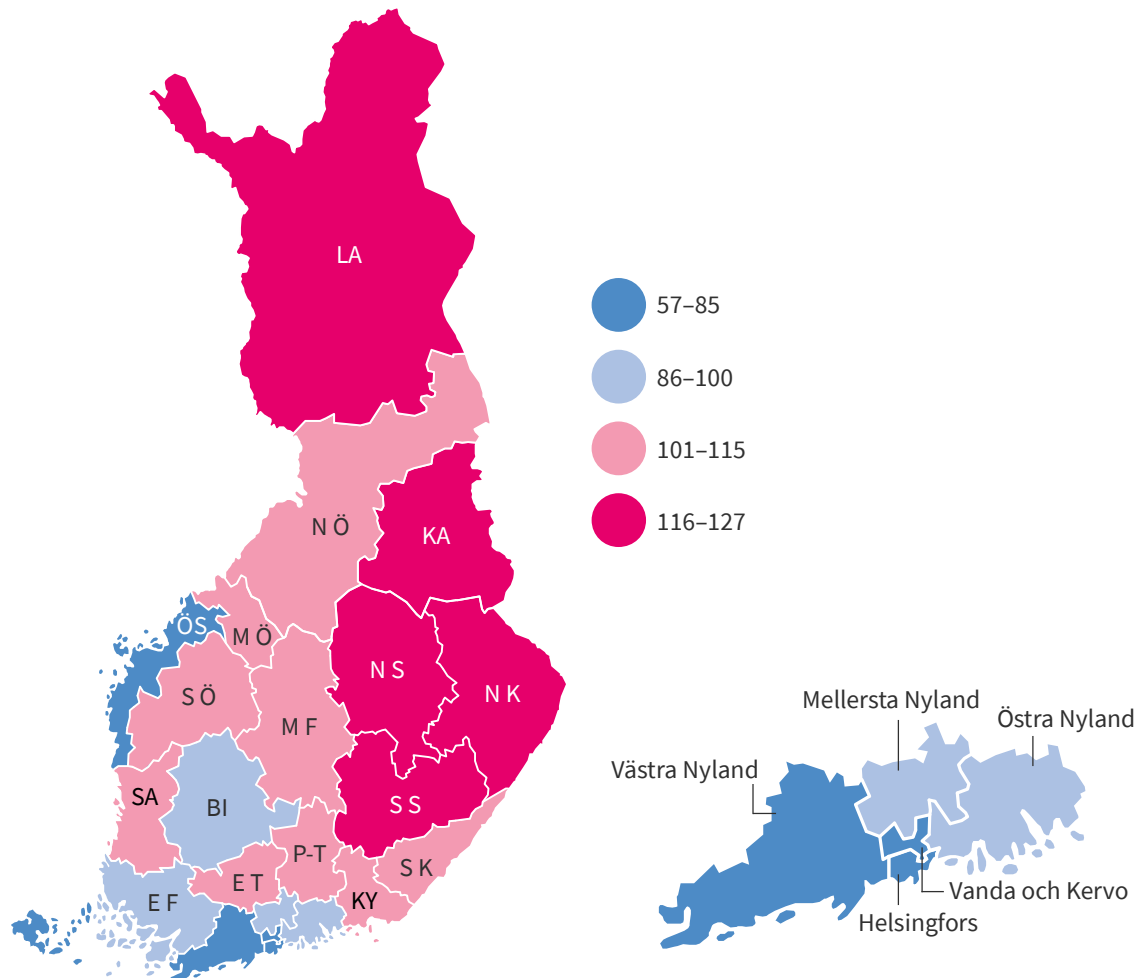 LA
57–85
86–100
101–115
116–127
N Ö
KA
ÖS
M Ö
N S
N K
S Ö
M F
SA
BI
S S
P-T
S K
E T
KY
E F
Mellersta Nyland
Östra Nyland
Västra Nyland
Vanda och Kervo
Helsingfors